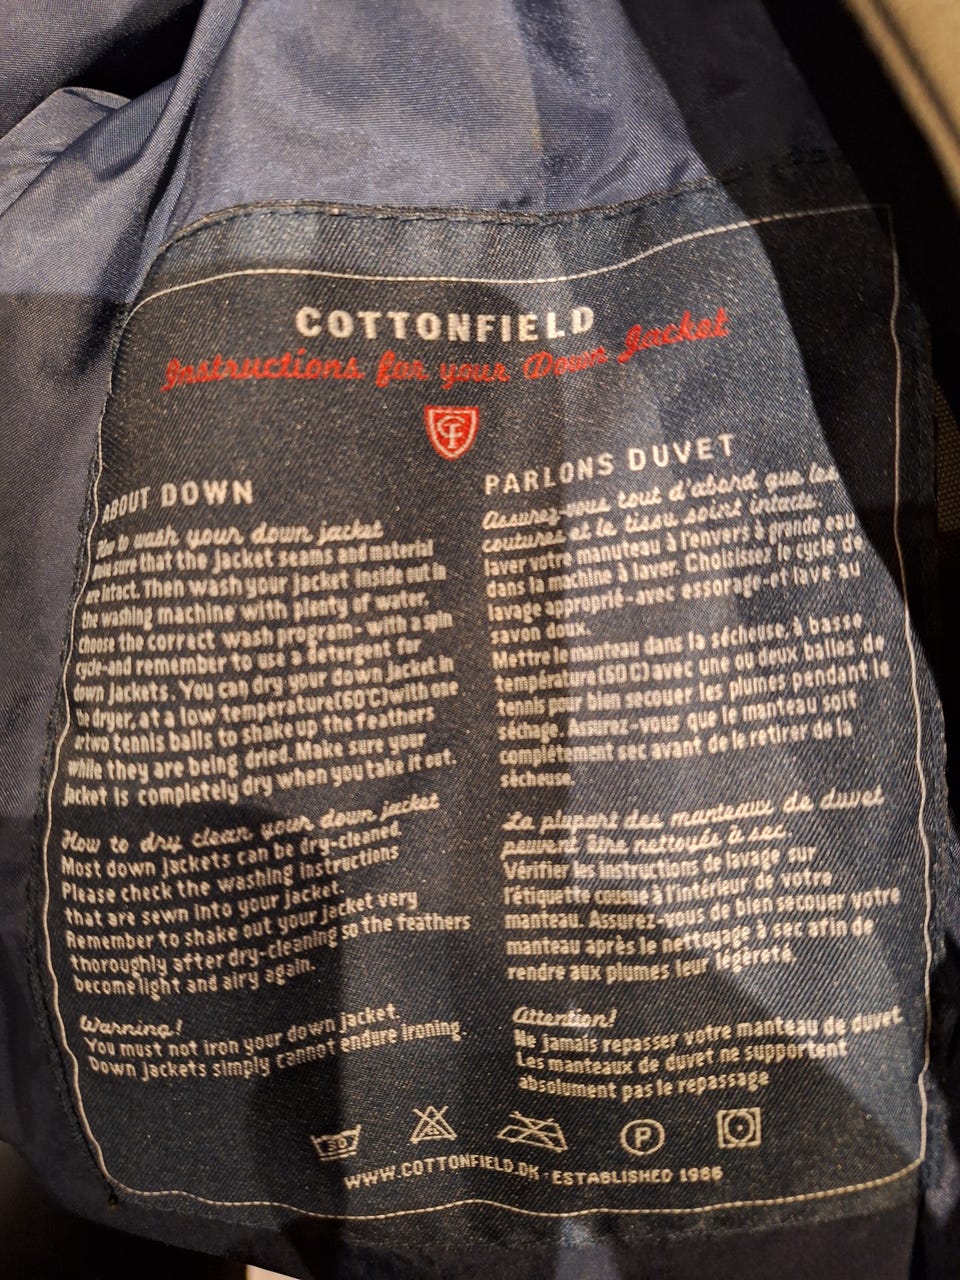 COTTONFIELD
Instructions for your Down Jacket
CF
ABOUT DOWN
How to wash your down jacket
Make sure that the jacket seams and material
are intact. Then wash your jacket inside out in
the washing machine with plenty of water,
choose the correct wash program- with a spin
cycle-and remember to use a detergent for
down jackets. You can dry your down jacket in
the dryer, at a low temperature(60°C)with one
or two tennis balls to shake up the feathers
while they are being dried. Make sure your
jacket is completely dry when you take it out.
How to dry clean your down jacket
Most down jackets can be dry-cleaned
Please check the washing instructions
that are sewn into your jacket.
Remember to shake out your jacket very
thoroughly after dry-cleaning so the feathers
become light and airy again.
Warning!
You must not iron your down jacket.
Down jackets simply cannot endure ironing.
PARLONS DUVET
Assurez-vous tout d'abord que les
coutures et le tissu soint intacts,
laver votre manuteau à l'envers à grande eau
dans la machine à laver. Choisissez le cycle de
lavage approprié-avec assorage-et lave au
savon doux.
Mettre le manteau dans la sécheuse, à basse
température(60°C) avec une ou deux balles de
tennis pour bien secouer les plumes pendant le
séchage. Assurez-vous que le manteau soit
complètement sec avant de le retirer de la
sécheuse.
La plupart des manteaux de duvet
peuvent être nettoyés à sec.
Vérifier les instructions de lavage sur
l'étiquette cousue à l'intérieur de votre
manteau. Assurez-vous de bien secouer votre
manteau après le nettoyage à sec afin de
rendre aux plumes leur légèreté.
Attention!
Ne jamais repasser votre manteau de duvet.
Les manteaux de duvet ne supportent
absolument pas le repassage
30
P
WWW.COTTONFIELD.DK - ESTABLISHED 1986